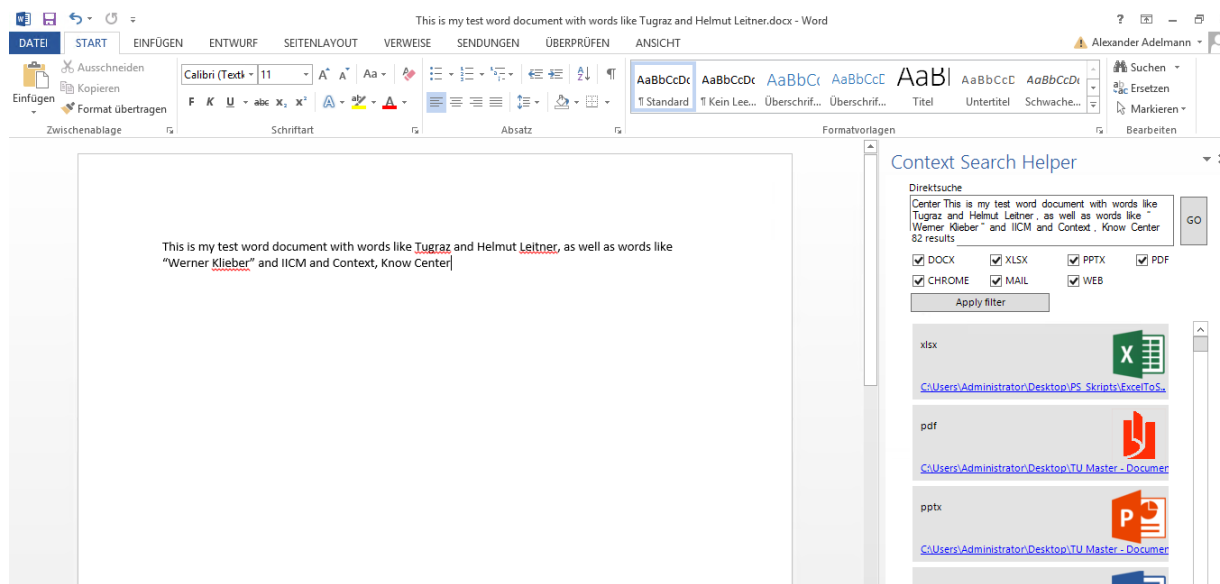 This is my test word document with words like Tugraz and Helmut Leitner.docx - Word
?
DATEI START EINFÜGEN ENTWURF SEITENLAYOUT VERWEISE SENDUNGEN ÜBERPRÜFEN ANSICHT
Alexander Adelmann
Einfügen
Ausschneiden
Kopieren
Format übertragen
Zwischenablage
Calibri (Textk 11
A A Aa
F K U abc x₂ x² A aby A
Schriftart
Absatz
AaBbCcDc AaBbCcDc AaBbCc AaBbCcE AaBl AaBbCcD AaBbCcDc
¶ Standard ¶ Kein Lee... Überschrif... Überschrif... Titel Untertitel Schwache...
Formatvorlagen
Suchen
Ersetzen
Markieren
Bearbeiten
This is my test word document with words like Tugraz and Helmut Leitner, as well as words like
“Werner Klieber” and IICM and Context, Know Center
Context Search Helper
Direktsuche
Center This is my test word document with words like
Tugraz and Helmut Leitner , as well as words like "
Werner Klieber " and IICM and Context , Know Center
82 results
GO
DOCX XLSX PPTX PDF
CHROME MAIL WEB
Apply filter
xlsx
C:\Users\Administrator\Desktop\PS_Skripts\ExcelToS...
pdf
C:\Users\Administrator\Desktop\TU Master - Documen
pptx
C:\Users\Administrator\Desktop\TU Master - Documen